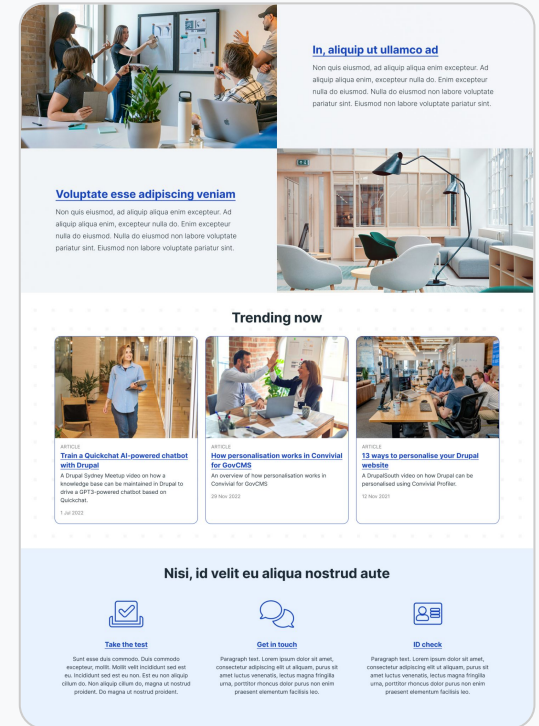 In, aliquip ut ullamco ad
Non quis eiusmod, ad aliquip aliqua enim excepteur. Ad
aliquip aliqua enim, excepteur nulla do. Enim excepteur
nulla do eiusmod. Nulla do eiusmod non labore voluptate
pariatur sint. Eiusmod non labore voluptate pariatur sint.
Voluptate esse adipiscing veniam
Non quis eiusmod, ad aliquip aliqua enim excepteur. Ad
aliquip aliqua enim, excepteur nulla do. Enim excepteur
nulla do eiusmod. Nulla do eiusmod non labore voluptate
pariatur sint. Eiusmod non labore voluptate pariatur sint.
Trending now
ARTICLE
Train a Quickchat AI-powered chatbot
with Drupal
A Drupal Sydney Meetup video on how a
knowledge base can be maintained in Drupal to
drive a GPT3-powered chatbot based on
Quickchat.
1 Jul 2022
ARTICLE
How personalisation works in Convivial
for GovCMS
An overview of how personalisation works in
Convivial for GovCMS
29 Nov 2022
ARTICLE
13 ways to personalise your Drupal
website
A DrupalSouth video on how Drupal can be
personalised using Convivial Profiler.
12 Nov 2021
Nisi, id velit eu aliqua nostrud aute
Take the test
Sunt esse duis commodo. Duis commodo
excepteur, mollit. Mollit velit incididunt sed est
eu. Incididunt sed est eu non. Est eu non aliquip
cillum do. Non aliquip cillum do, magna ut nostrud
proident. Do magna ut nostrud proident.
Get in touch
Paragraph text. Lorem ipsum dolor sit amet,
consectetur adipiscing elit ut aliquam, purus sit
amet luctus venenatis, lectus magna fringilla
urna, porttitor rhoncus dolor purus non enim
praesent elementum facilisis leo.
ID check
Paragraph text. Lorem ipsum dolor sit amet,
consectetur adipiscing elit ut aliquam, purus sit
amet luctus venenatis, lectus magna fringilla
urna, porttitor rhoncus dolor purus non enim
praesent elementum facilisis leo.